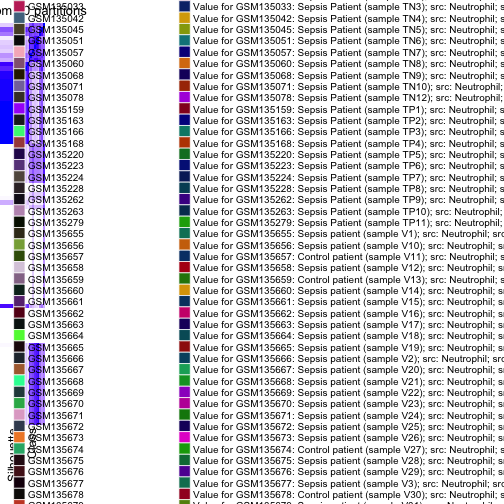 partitions
GSM135033 Value for GSM135033: Sepsis Patient (sample TN3); src: Neutrophil; s
GSM135042 Value for GSM135042: Sepsis Patient (sample TN4); src: Neutrophil; s
GSM135045 Value for GSM135045: Sepsis Patient (sample TN5); src: Neutrophil; s
GSM135051 Value for GSM135051: Sepsis Patient (sample TN6); src: Neutrophil; s
GSM135057 Value for GSM135057: Sepsis Patient (sample TN7); src: Neutrophil; s
GSM135060 Value for GSM135060: Sepsis Patient (sample TN8); src: Neutrophil; s
GSM135068 Value for GSM135068: Sepsis Patient (sample TN9); src: Neutrophil; s
GSM135071 Value for GSM135071: Sepsis Patient (sample TN10); src: Neutrophil;
GSM135078 Value for GSM135078: Sepsis Patient (sample TN12); src: Neutrophil;
GSM135159 Value for GSM135159: Sepsis Patient (sample TP1); src: Neutrophil; s
GSM135163 Value for GSM135163: Sepsis Patient (sample TP2); src: Neutrophil; s
GSM135166 Value for GSM135166: Sepsis Patient (sample TP3); src: Neutrophil; s
GSM135168 Value for GSM135168: Sepsis Patient (sample TP4); src: Neutrophil; s
GSM135220 Value for GSM135220: Sepsis Patient (sample TP5); src: Neutrophil; s
GSM135223 Value for GSM135223: Sepsis Patient (sample TP6); src: Neutrophil; s
GSM135224 Value for GSM135224: Sepsis Patient (sample TP7); src: Neutrophil; s
GSM135228 Value for GSM135228: Sepsis Patient (sample TP8); src: Neutrophil; s
GSM135262 Value for GSM135262: Sepsis Patient (sample TP9); src: Neutrophil; s
GSM135263 Value for GSM135263: Sepsis Patient (sample TP10); src: Neutrophil;
GSM135279 Value for GSM135279: Sepsis Patient (sample TP11); src: Neutrophil;
GSM135655 Value for GSM135655: Sepsis patient (sample V1); src: Neutrophil; src
GSM135656 Value for GSM135656: Sepsis patient (sample V10); src: Neutrophil; s
GSM135657 Value for GSM135657: Control patient (sample V11); src: Neutrophil; s
GSM135658 Value for GSM135658: Sepsis patient (sample V12); src: Neutrophil; s
GSM135659 Value for GSM135659: Control patient (sample V13); src: Neutrophil; s
GSM135660 Value for GSM135660: Sepsis patient (sample V14); src: Neutrophil; s
GSM135661 Value for GSM135661: Sepsis patient (sample V15); src: Neutrophil; s
GSM135662 Value for GSM135662: Sepsis patient (sample V16); src: Neutrophil; s
GSM135663 Value for GSM135663: Sepsis patient (sample V17); src: Neutrophil; s
GSM135664 Value for GSM135664: Sepsis patient (sample V18); src: Neutrophil; s
GSM135665 Value for GSM135665: Sepsis patient (sample V19); src: Neutrophil; s
GSM135666 Value for GSM135666: Sepsis patient (sample V2); src: Neutrophil; src
GSM135667 Value for GSM135667: Sepsis patient (sample V20); src: Neutrophil; s
GSM135668 Value for GSM135668: Sepsis patient (sample V21); src: Neutrophil; s
GSM135669 Value for GSM135669: Sepsis patient (sample V22); src: Neutrophil; s
GSM135670 Value for GSM135670: Sepsis patient (sample V23); src: Neutrophil; s
GSM135671 Value for GSM135671: Sepsis patient (sample V24); src: Neutrophil; s
GSM135672 Value for GSM135672: Sepsis patient (sample V25); src: Neutrophil; s
GSM135673 Value for GSM135673: Sepsis patient (sample V26); src: Neutrophil; s
GSM135674 Value for GSM135674: Control patient (sample V27); src: Neutrophil; s
GSM135675 Value for GSM135675: Sepsis patient (sample V28); src: Neutrophil; s
GSM135676 Value for GSM135676: Sepsis patient (sample V29); src: Neutrophil; s
GSM135677 Value for GSM135677: Sepsis patient (sample V3); src: Neutrophil; src
GSM135678 Value for GSM135678: Control patient (sample V30); src: Neutrophil; s
Silhouette